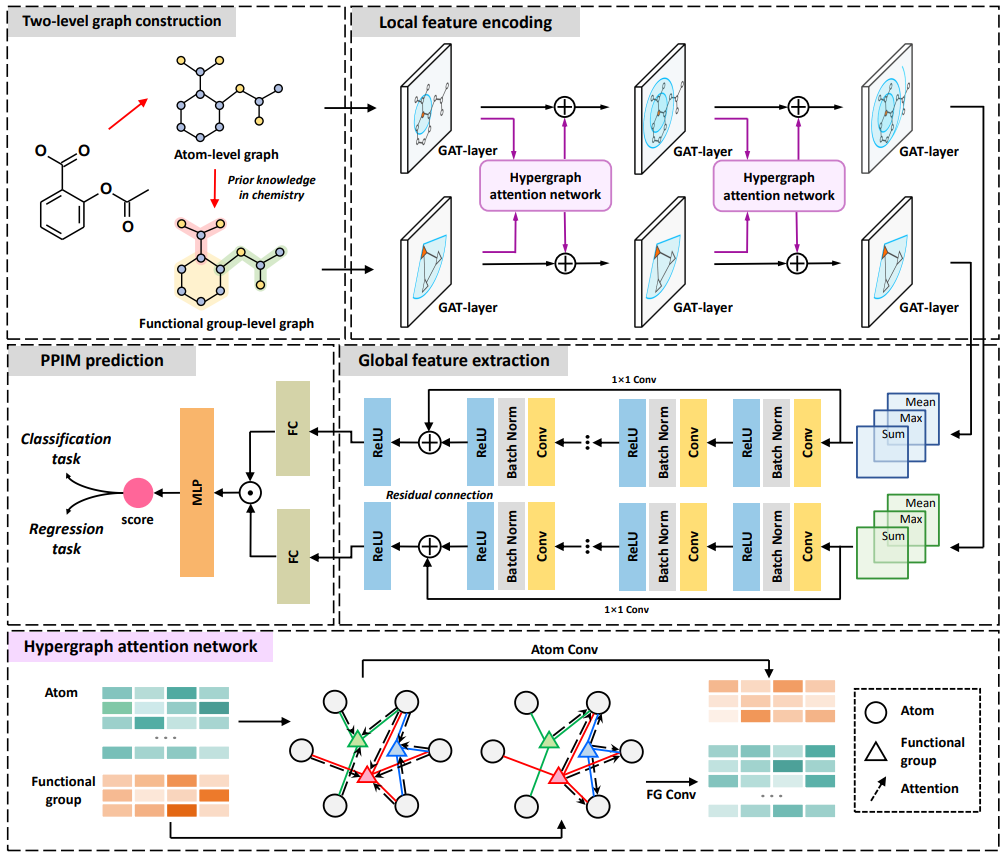 Two-level graph construction
O
O
O
O
Atom-level graph
Prior knowledge
in chemistry
Functional group-level graph
Local feature encoding
GAT-layer
GAT-layer
GAT-layer
Hypergraph
attention network
Hypergraph
attention network
GAT-layer
GAT-layer
GAT-layer
PPIM prediction
Classification
task
Regression
task
score
MLP
FC
FC
Global feature extraction
1×1 Conv
ReLU
ReLU
Batch Norm
Conv
ReLU
Batch Norm
Conv
ReLU
Batch Norm
Conv
Mean
Max
Sum
Residual connection
ReLU
ReLU
Batch Norm
Conv
ReLU
Batch Norm
Conv
ReLU
Batch Norm
Conv
Mean
Max
Sum
1×1 Conv
Hypergraph attention network
Atom
Functional
group
Atom Conv
FG Conv
Atom
Functional
group
Attention